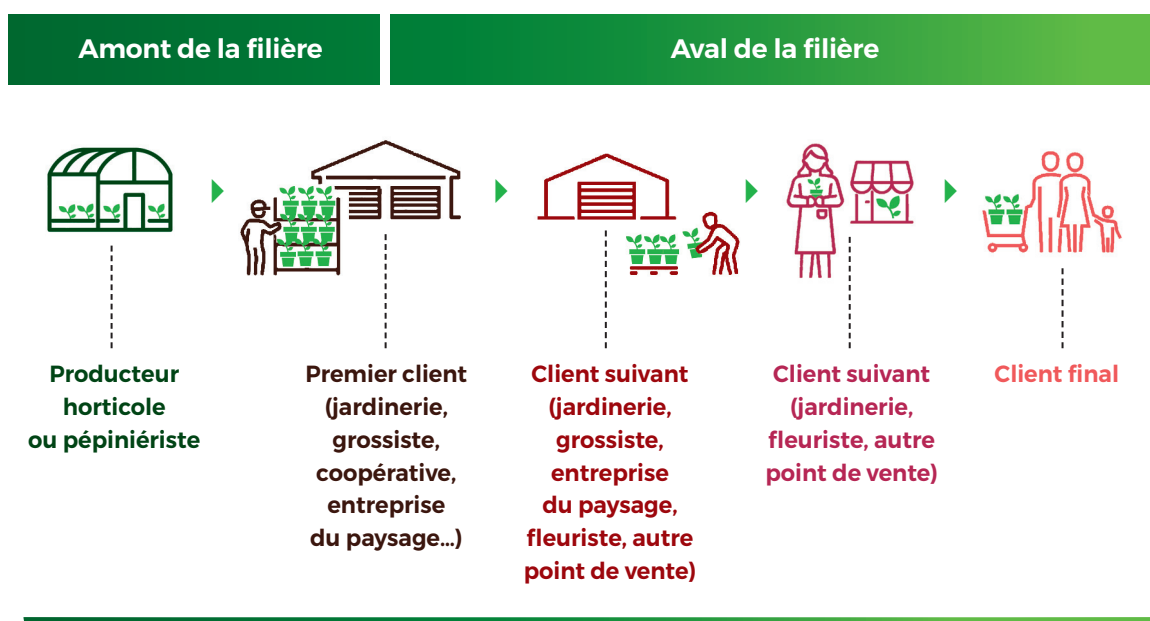 Amont de la filière
Aval de la filière
Producteur
horticole
ou pépiniériste
Premier client
(jardinerie,
grossiste,
coopérative,
entreprise
du paysage...)
Client suivant
(jardinerie,
grossiste,
entreprise
du paysage,
fleuriste, autre
point de vente)
Client suivant
(jardinerie,
fleuriste, autre
point de vente)
Client final